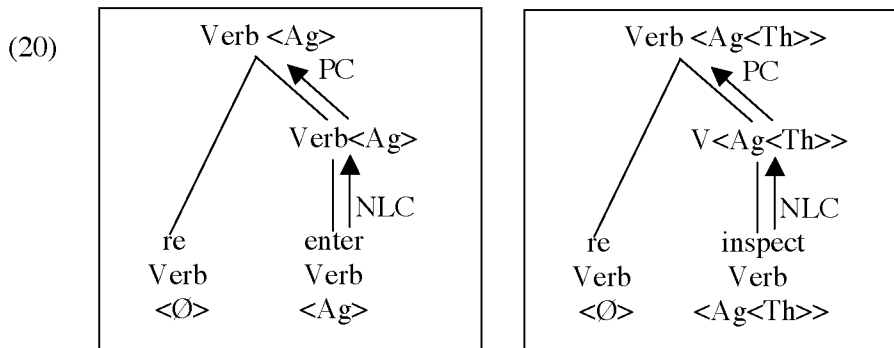 (20)
Verb <Ag>
PC
Verb<Ag>
NLC
re enter
Verb Verb
<Ø> <Ag>
Verb <Ag<Th>>
PC
V<Ag<Th>>
NLC
re inspect
Verb Verb
<Ø> <Ag<Th>>